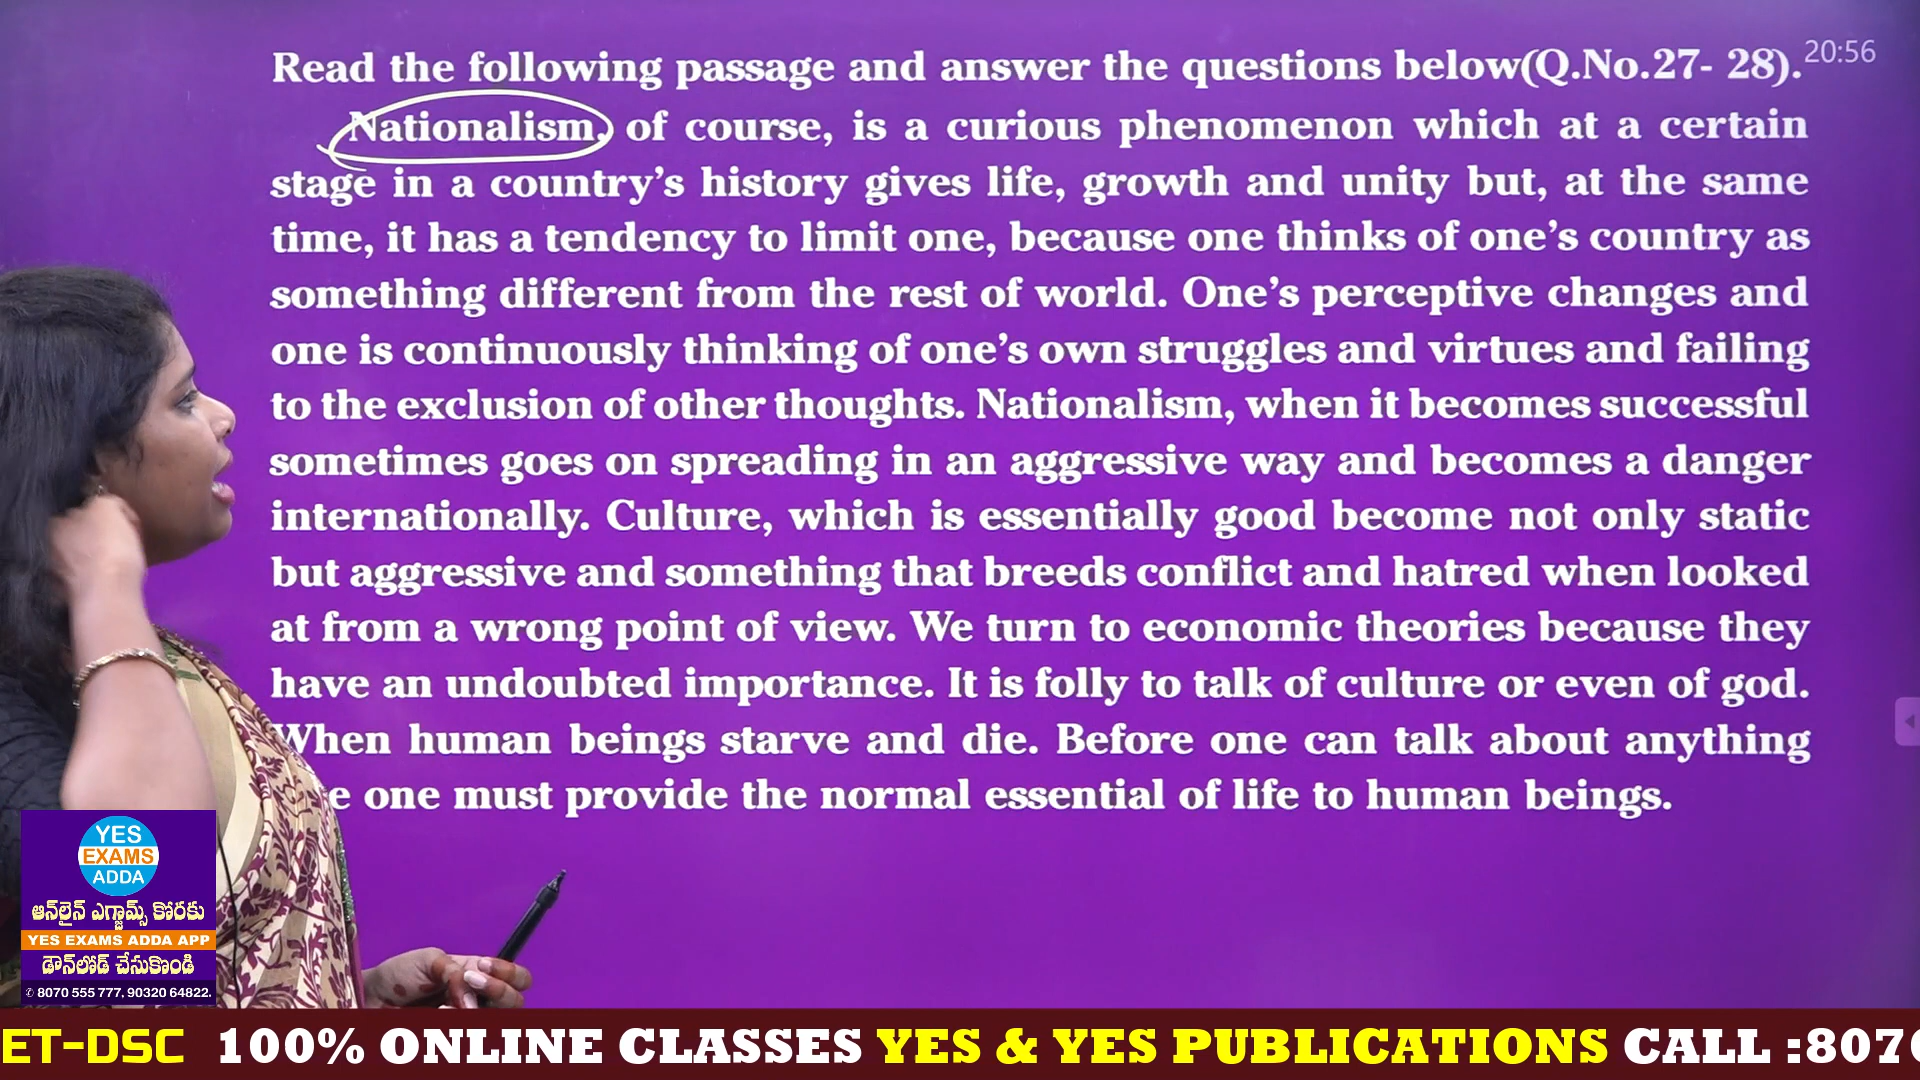 Read the following passage and answer the questions below(Q.No.27- 28).
20:56
Nationalism, of course, is a curious phenomenon which at a certain
stage in a country's history gives life, growth and unity but, at the same
time, it has a tendency to limit one, because one thinks of one's country as
something different from the rest of world. One's perceptive changes and
one is continuously thinking of one's own struggles and virtues and failing
to the exclusion of other thoughts. Nationalism, when it becomes successful
sometimes goes on spreading in an aggressive way and becomes a danger
internationally. Culture, which is essentially good become not only static
but aggressive and something that breeds conflict and hatred when looked
at from a wrong point of view. We turn to economic theories because they
have an undoubted importance. It is folly to talk of culture or even of god.
When human beings starve and die. Before one can talk about anything
one must provide the normal essential of life to human beings.
YES
EXAMS
ADDA
ఆన్‌లైన్ ఎగ్జామ్స్ కోరకు
YES EXAMS ADDA APP
డౌన్‌లోడ్ చేసుకొండి
✆ 8070 555 777, 90320 64822.
ET-DSC 100% ONLINE CLASSES YES & YES PUBLICATIONS CALL :807